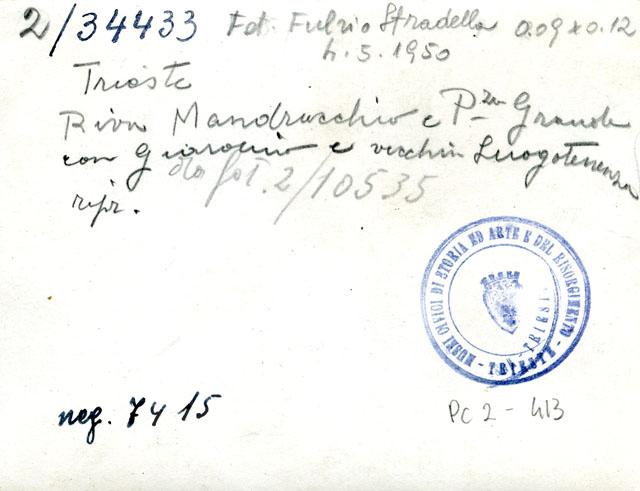 2/34433 Fot. Fulvio Stradella 0.09x0.12
4.5.1950
Trieste
Riva Mandracchio e P.za Grande
con Giardino e vecchia Luogotenenza
da fot. 2/10535
ripr.
MUSEI CIVICI DI STORIA ED ARTE E DEL RISORGIMENTO - TRIESTE -
neg. 7415
PC 2 - 413